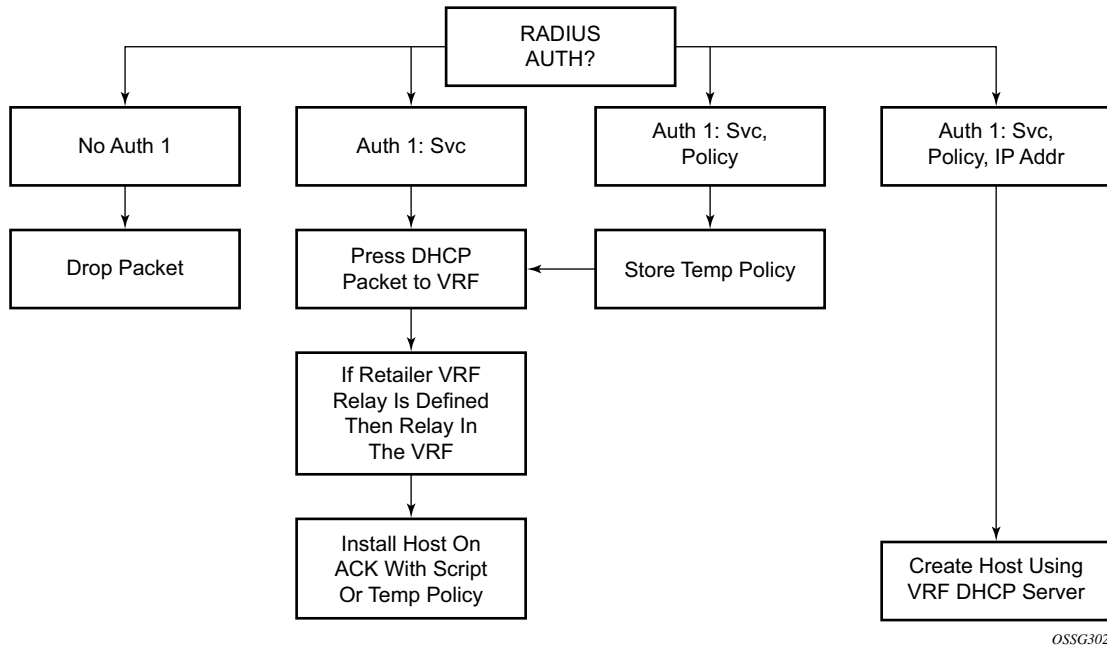 RADIUS
AUTH?
No Auth 1
Auth 1: Svc
Auth 1: Svc,
Policy
Auth 1: Svc,
Policy, IP Addr
Drop Packet
Press DHCP
Packet to VRF
Store Temp Policy
If Retailer VRF
Relay Is Defined
Then Relay In
The VRF
Install Host On
ACK With Script
Or Temp Policy
Create Host Using
VRF DHCP Server
OSSG302